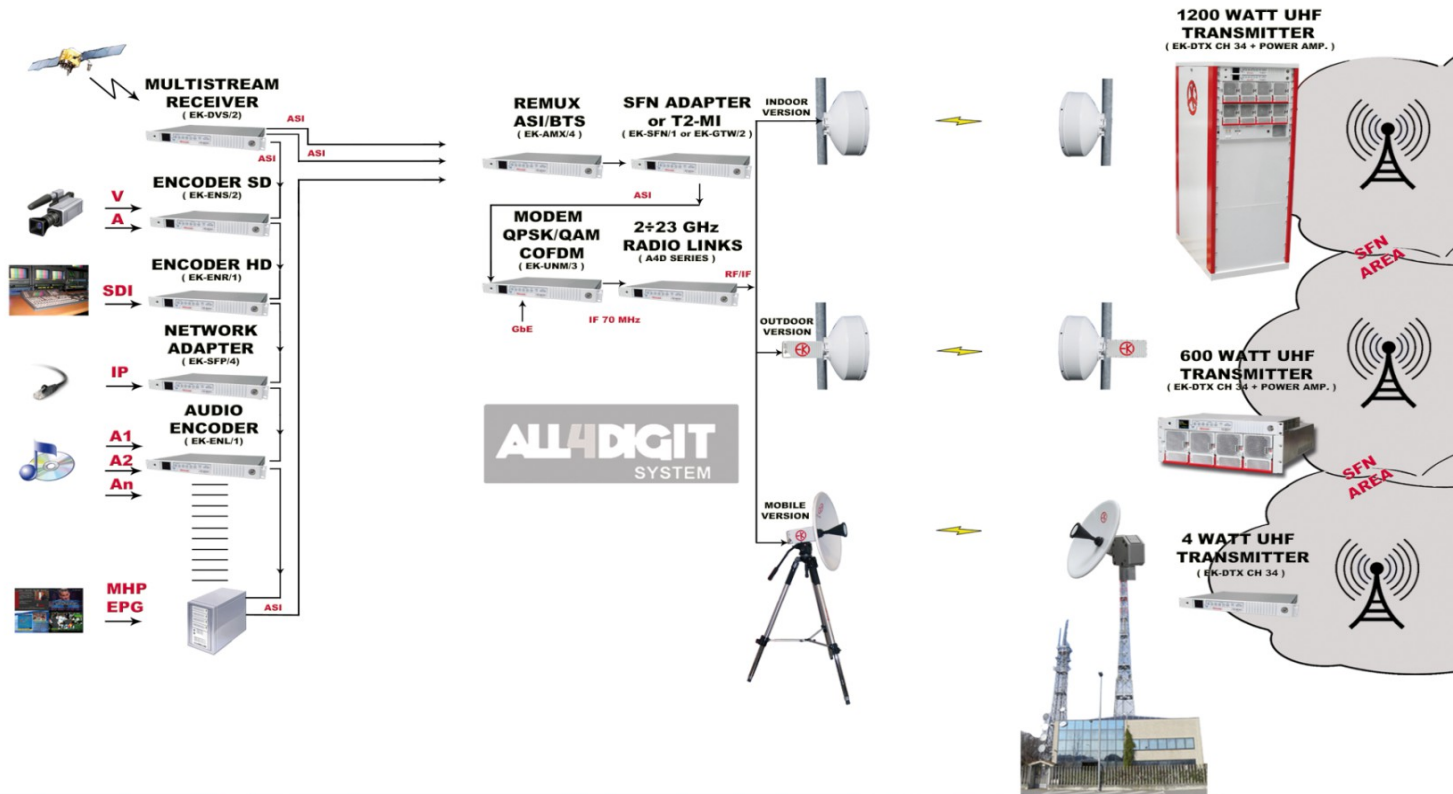 MULTISTREAM
RECEIVER
( EK-DVS/2)
ASI
ASI
ASI
V
A
ENCODER SD
( EK-ENS/2)
SDI
ENCODER HD
( EK-ENR/1)
IP
NETWORK
ADAPTER
(EK-SFP/4)
A1
A2
An
AUDIO
ENCODER
( EK-ENL/1)
MHP
EPG
ASI
REMUX
ASI/BTS
(EK-AMX/4 )
SFN ADAPTER
or T2-MI
( EK-SFN/1 or EK-GTW/2 )
ASI
MODEM
QPSK/QAM
COFDM
( EK-UNM/3 )
GbE
IF 70 MHz
2÷23 GHz
RADIO LINKS
( A4D SERIES )
RF/IF
ALL4DIGIT
SYSTEM
INDOOR
VERSION
OUTDOOR
VERSION
MOBILE
VERSION
1200 WATT UHF
TRANSMITTER
( EK-DTX CH 34 + POWER AMP. )
SFN
AREA
600 WATT UHF
TRANSMITTER
( EK-DTX CH 34 + POWER AMP. )
SFN
AREA
4 WATT UHF
TRANSMITTER
( EK-DTX CH 34 )